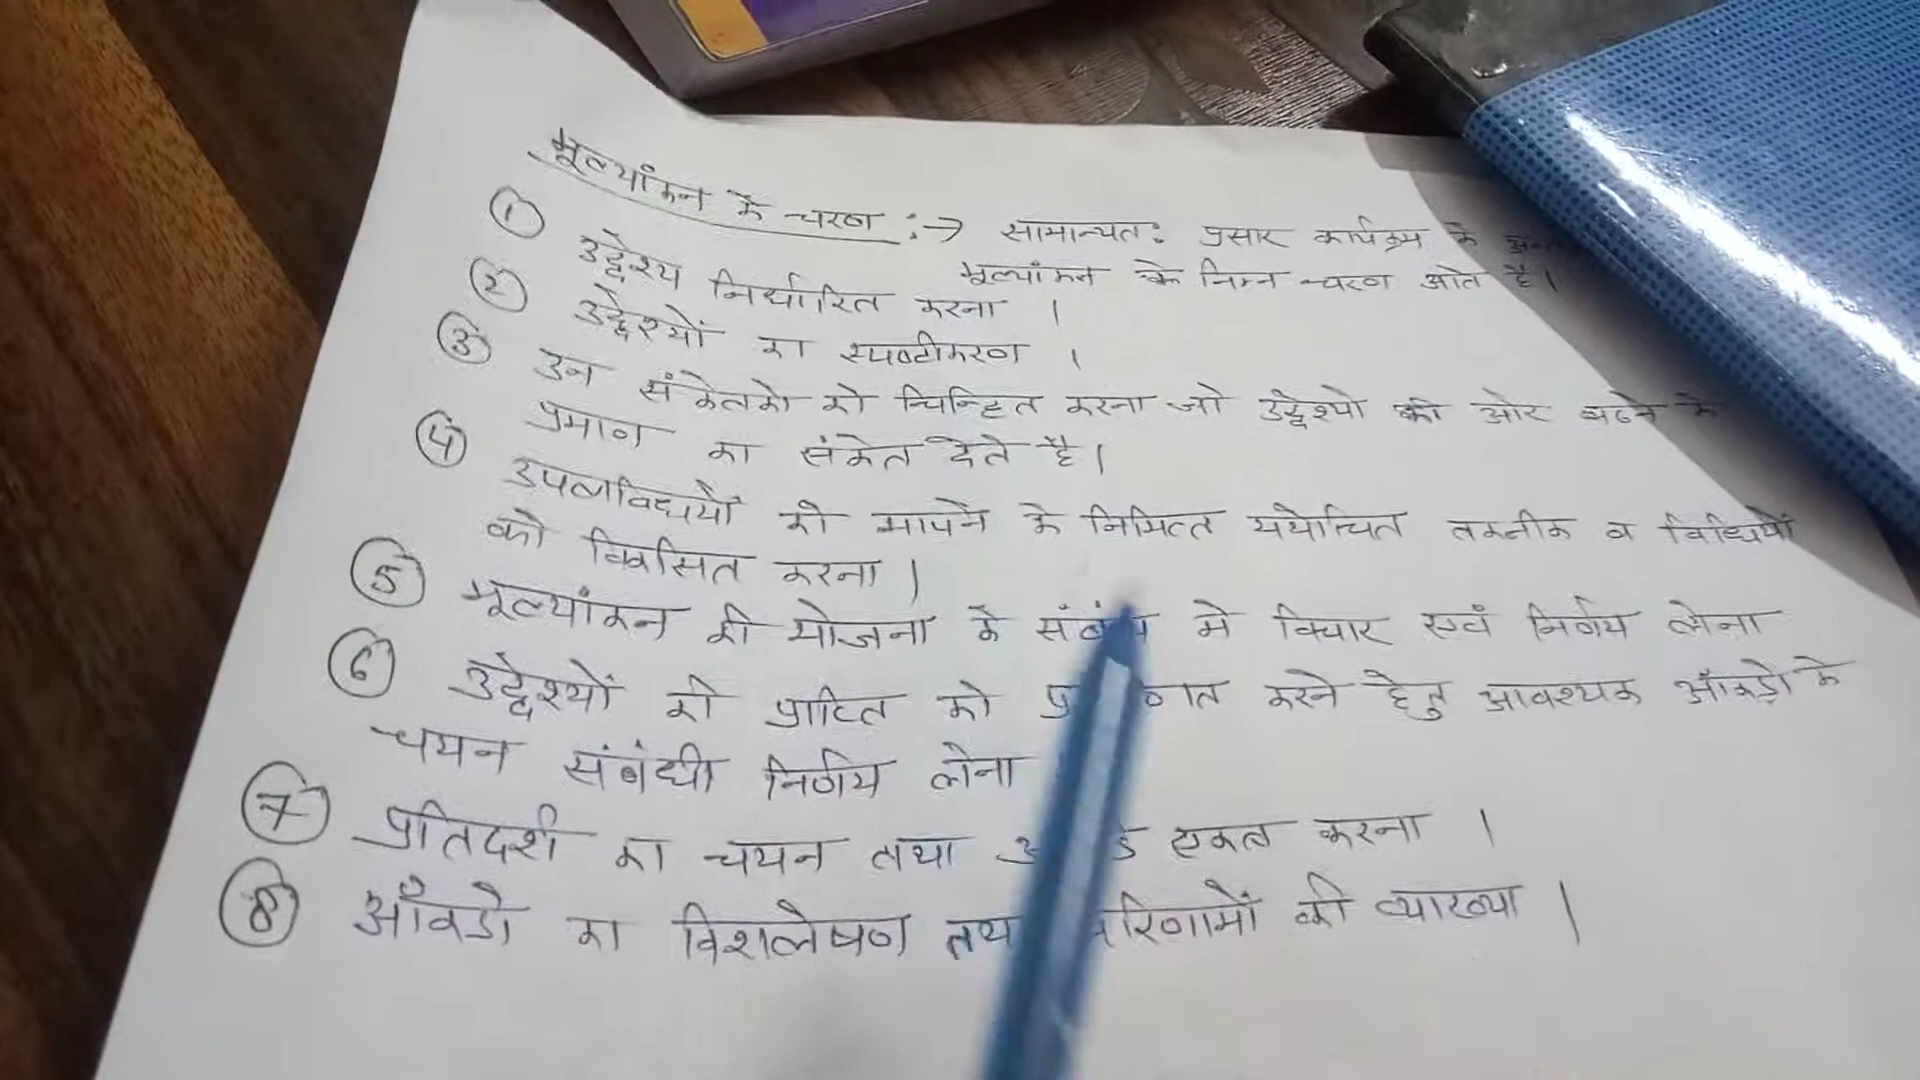 मूल्यांकन के चरण :→ सामान्यतः प्रसार कार्यक्रम के
मूल्यांकन के निम्न चरण आते है।
① उद्देश्य निर्धारित करना ।
② उद्देश्यों का स्पष्टीकरण ।
③ उन संकेतको को चिन्हित करना जो उद्देश्यो की ओर बढने के
प्रमाण का संकेत देते है।
④ उपलब्धियों को मापने के निमित्त यथोचित तकनीक व विधियों
को विकसित करना ।
⑤ मूल्यांकन की योजना के संबंध मे विचार एवं निर्णय लेना
⑥ उद्देश्यों की प्राप्ति को करने हेतु आवश्यक आँकड़ो के
चयन संबंधी निर्णय लेना
⑦ प्रतिदर्श का चयन तथा एकत्र करना ।
⑧ आँकडो का विशलेषण की व्याख्या ।